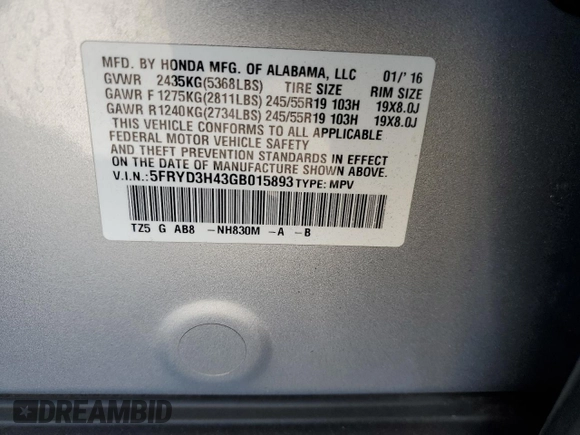 MFD. BY HONDA MFG. OF ALABAMA, LLC 01/'16
GVWR 2435KG(5368LBS) TIRE SIZE RIM SIZE
GAWR F 1275KG(2811LBS) 245/55R19 103H 19X8.0J
GAWR R1240KG(2734LBS) 245/55R19 103H 19X8.0J
THIS VEHICLE CONFORMS TO ALL APPLICABLE
FEDERAL MOTOR VEHICLE SAFETY
AND THEFT PREVENTION STANDARDS IN EFFECT
ON THE DATE OF MANUFACTURE SHOWN ABOVE.
V.I.N.:5FRYD3H43GB015893 TYPE: MPV
TZ5 G AB8 -NH830M -A -B
DREAMBID